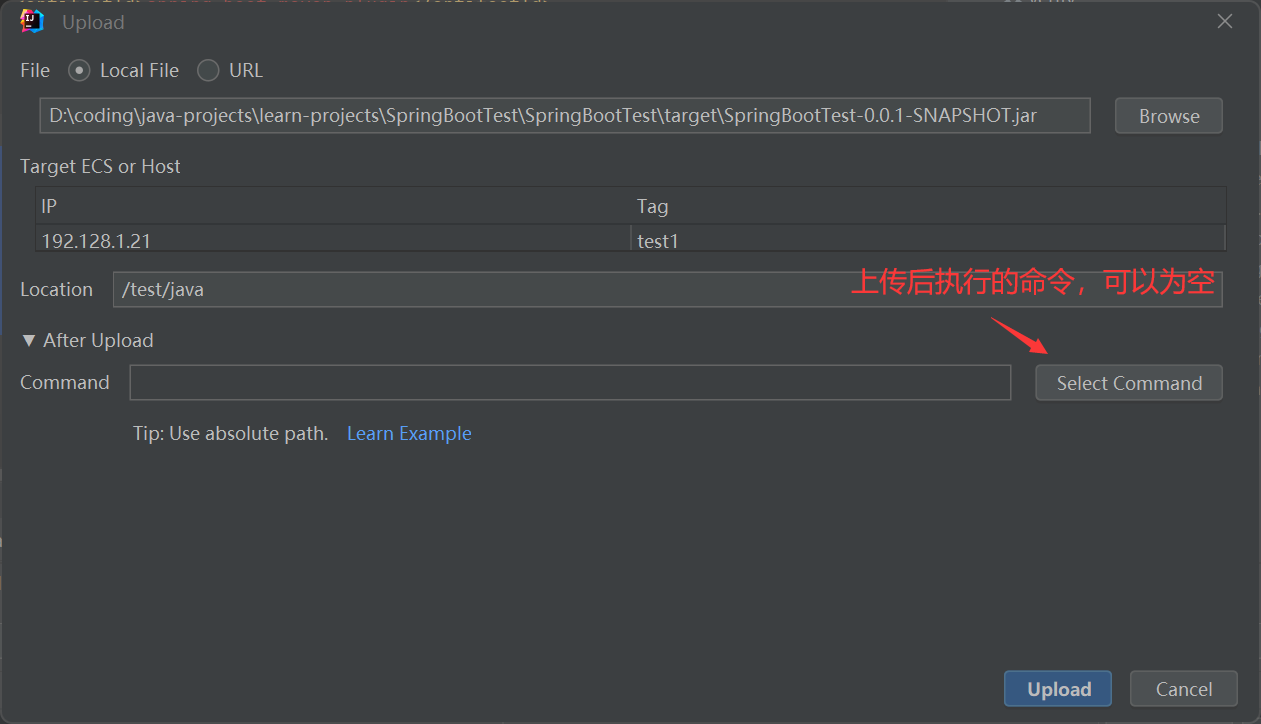 Upload
File Local File URL
D:\coding\java-projects\learn-projects\SpringBootTest\SpringBootTest\target\SpringBootTest-0.0.1-SNAPSHOT.jar Browse
Target ECS or Host
IP Tag
192.128.1.21 test1
上传后执行的命令，可以为空
Location /test/java
▼ After Upload
Command Select Command
Tip: Use absolute path. Learn Example
Upload Cancel